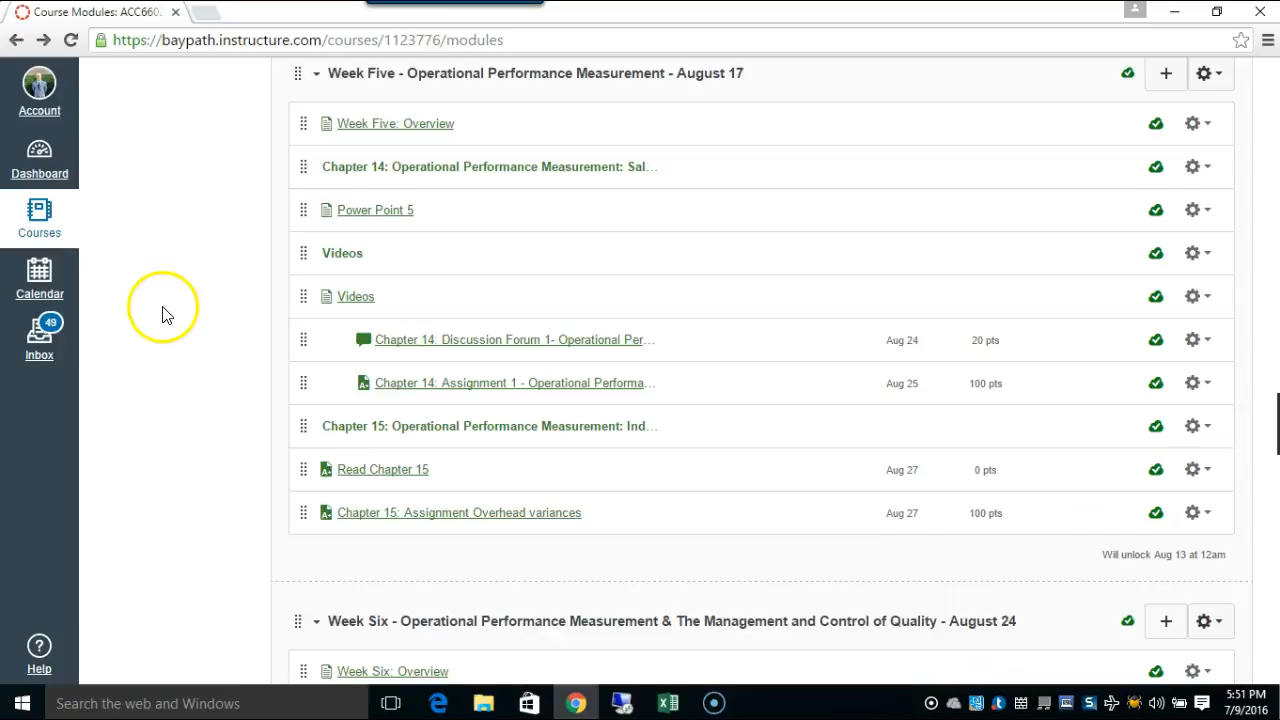 Course Modules: ACC660.
https://baypath.instructure.com/courses/1123776/modules
Account
Dashboard
Courses
Calendar
49
Inbox
Help
Week Five - Operational Performance Measurement - August 17
Week Five: Overview
Chapter 14: Operational Performance Measurement: Sal...
Power Point 5
Videos
Videos
Chapter 14: Discussion Forum 1- Operational Per... Aug 24 20 pts
Chapter 14: Assignment 1 - Operational Performa... Aug 25 100 pts
Chapter 15: Operational Performance Measurement: Ind...
Read Chapter 15 Aug 27 0 pts
Chapter 15: Assignment Overhead variances Aug 27 100 pts
Will unlock Aug 13 at 12am
Week Six - Operational Performance Measurement & The Management and Control of Quality - August 24
Week Six: Overview
Search the web and Windows
5:51 PM
7/9/2016